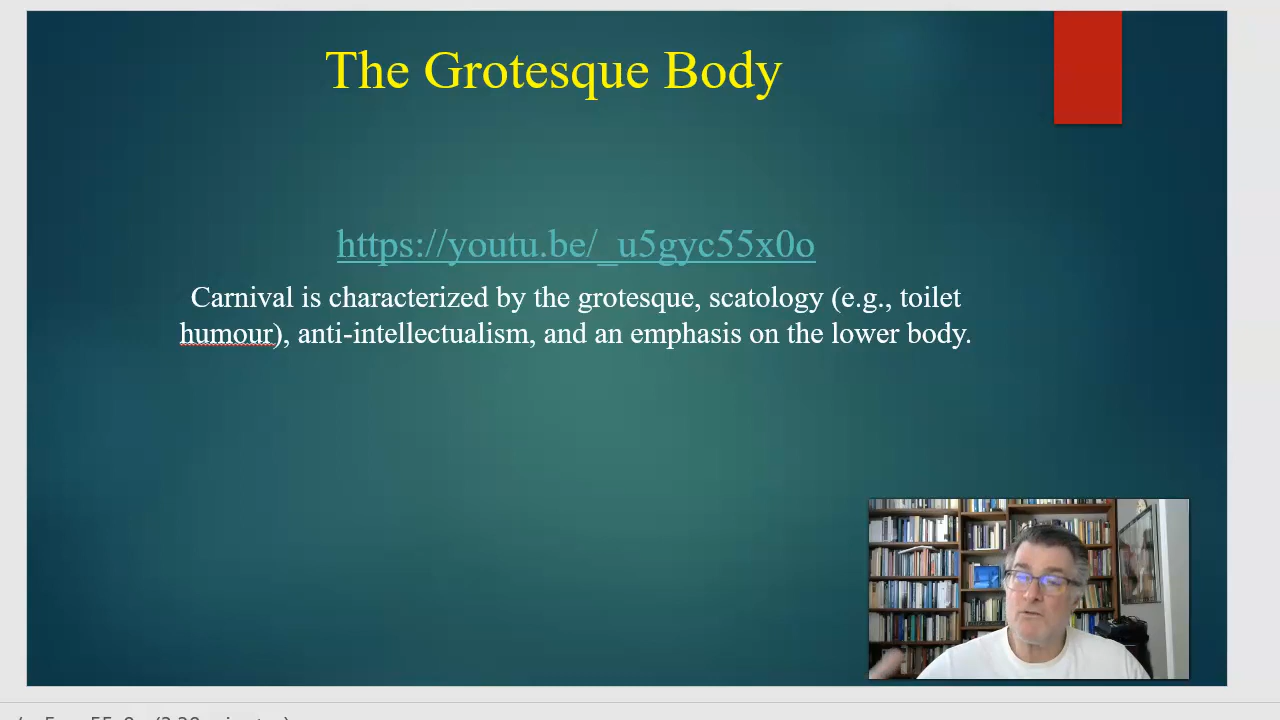 The Grotesque Body
https://youtu.be/_u5gyc55x0o
Carnival is characterized by the grotesque, scatology (e.g., toilet
humour), anti-intellectualism, and an emphasis on the lower body.